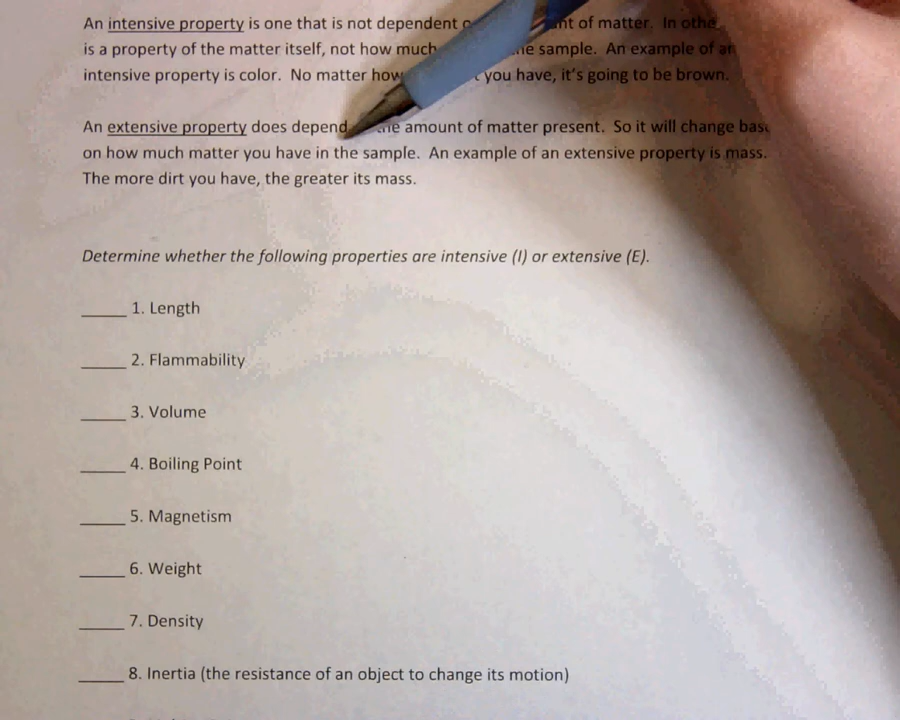 An intensive property is one that is not dependent of matter. In
is a property of the matter itself, not how much sample. An example of
intensive property is color. No matter how you have, it's going to be brown.
An extensive property does depend amount of matter present. So it will change
on how much matter you have in the sample. An example of an extensive property is mass.
The more dirt you have, the greater its mass.
Determine whether the following properties are intensive (I) or extensive (E).
_____ 1. Length
_____ 2. Flammability
_____ 3. Volume
_____ 4. Boiling Point
_____ 5. Magnetism
_____ 6. Weight
_____ 7. Density
_____ 8. Inertia (the resistance of an object to change its motion)